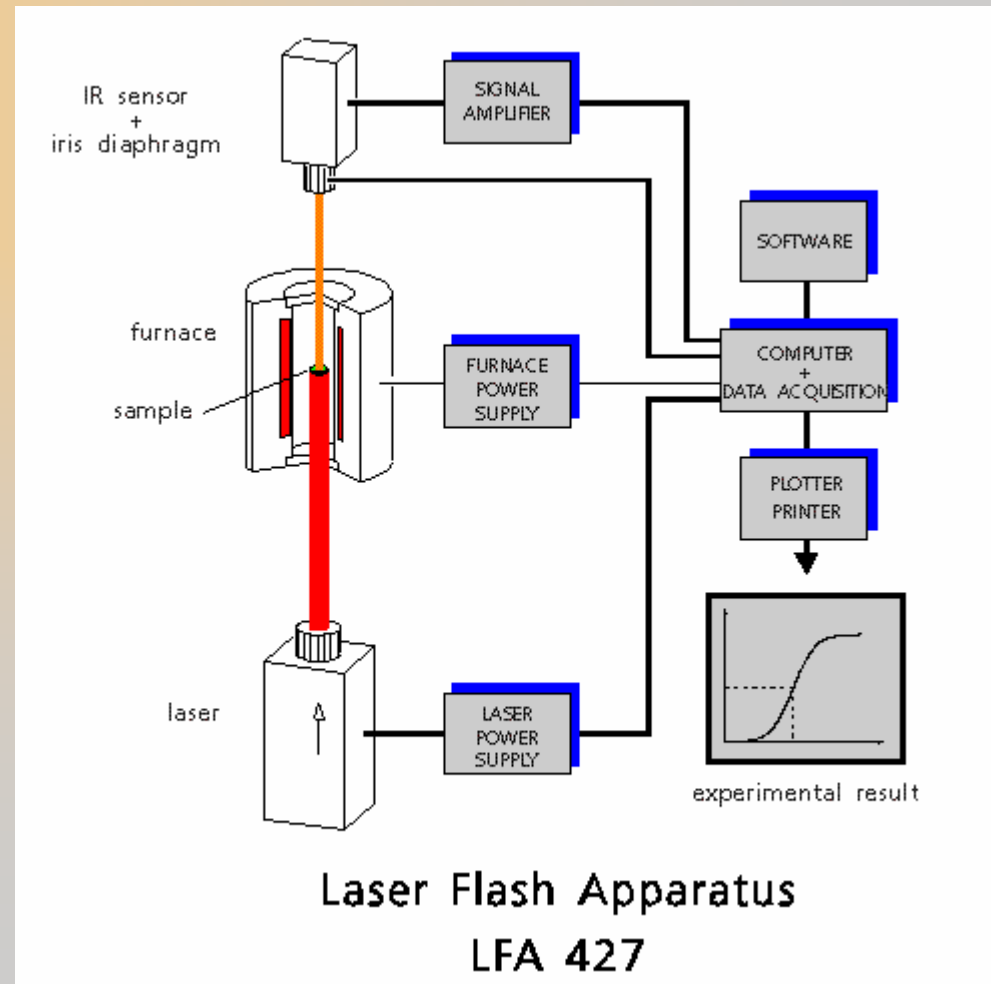 IR sensor
+
iris diaphragm
SIGNAL
AMPLIFIER
SOFTWARE
furnace
sample
FURNACE
POWER
SUPPLY
COMPUTER
+
DATA ACQUISITION
PLOTTER
PRINTER
laser
LASER
POWER
SUPPLY
experimental result
Laser Flash Apparatus
LFA 427